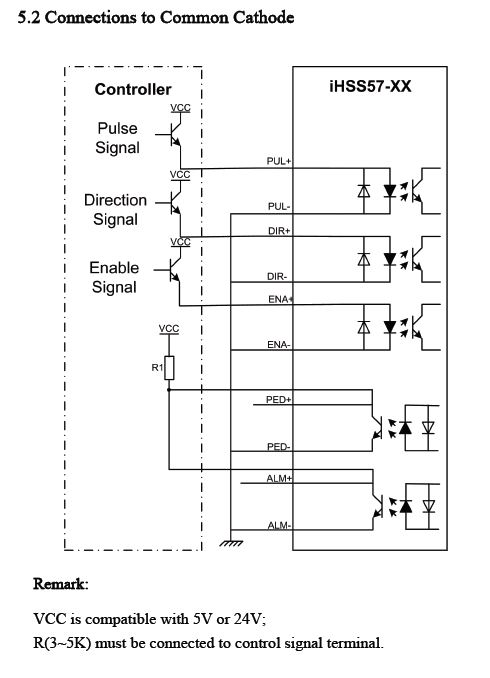 5.2 Connections to Common Cathode
Controller
iHSS57-XX
VCC
Pulse
Signal
PUL+
VCC
Direction
Signal
PUL-
DIR+
VCC
Enable
Signal
DIR-
ENA+
VCC
ENA-
R1
PED+
PED-
ALM+
ALM-
Remark:
VCC is compatible with 5V or 24V;
R(3~5K) must be connected to control signal terminal.